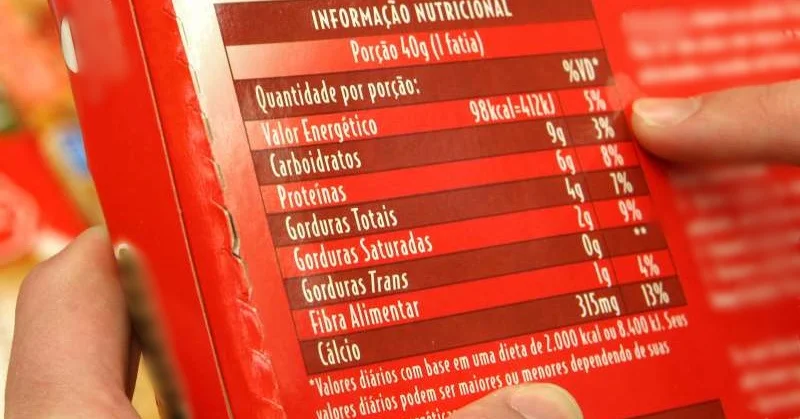 INFORMAÇÃO NUTRICIONAL
Porção 40g (1 fatia)
Quantidade por porção: %VD*
Valor Energético 98kcal=412kJ 5%
Carboidratos 9g 3%
Proteínas 6g 8%
Gorduras Totais 4g 7%
Gorduras Saturadas 2g 9%
Gorduras Trans 0g **
Fibra Alimentar 1g 4%
Cálcio 315mg 13%
*Valores diários com base em uma dieta de 2.000 kcal ou 8.400 kJ. Seus
valores diários podem ser maiores ou menores dependendo de suas